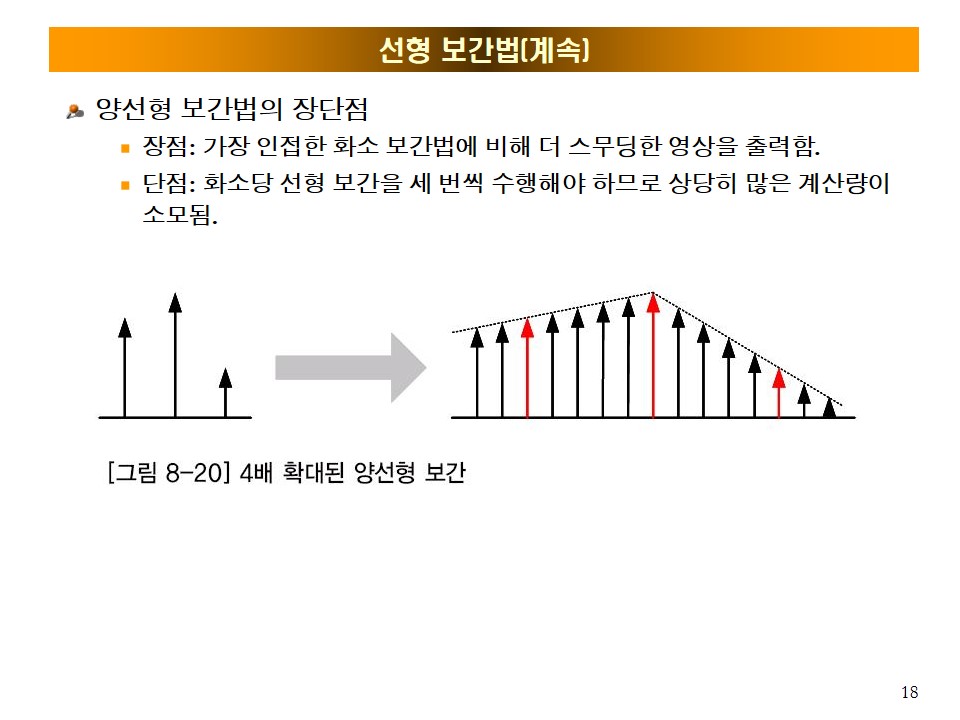 선형 보간법(계속)
양선형 보간법의 장단점
장점: 가장 인접한 화소 보간법에 비해 더 스무딩한 영상을 출력함.
단점: 화소당 선형 보간을 세 번씩 수행해야 하므로 상당히 많은 계산량이
소모됨.
[그림 8-20] 4배 확대된 양선형 보간
18